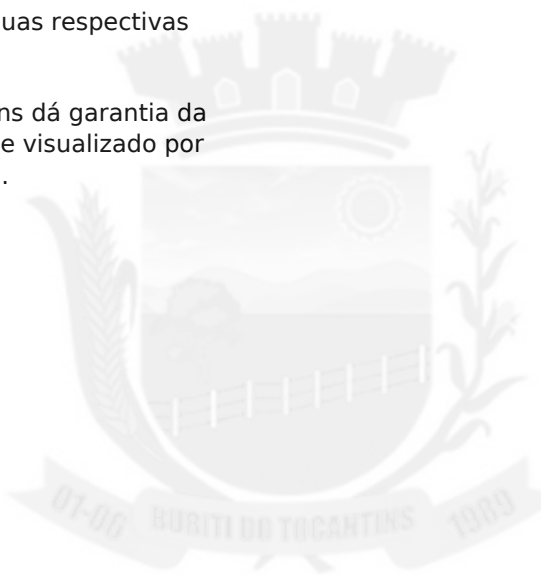 uas respectivas
ns dá garantia da
e visualizado por
.
01-06 BURITI DO TOCANTINS 1989